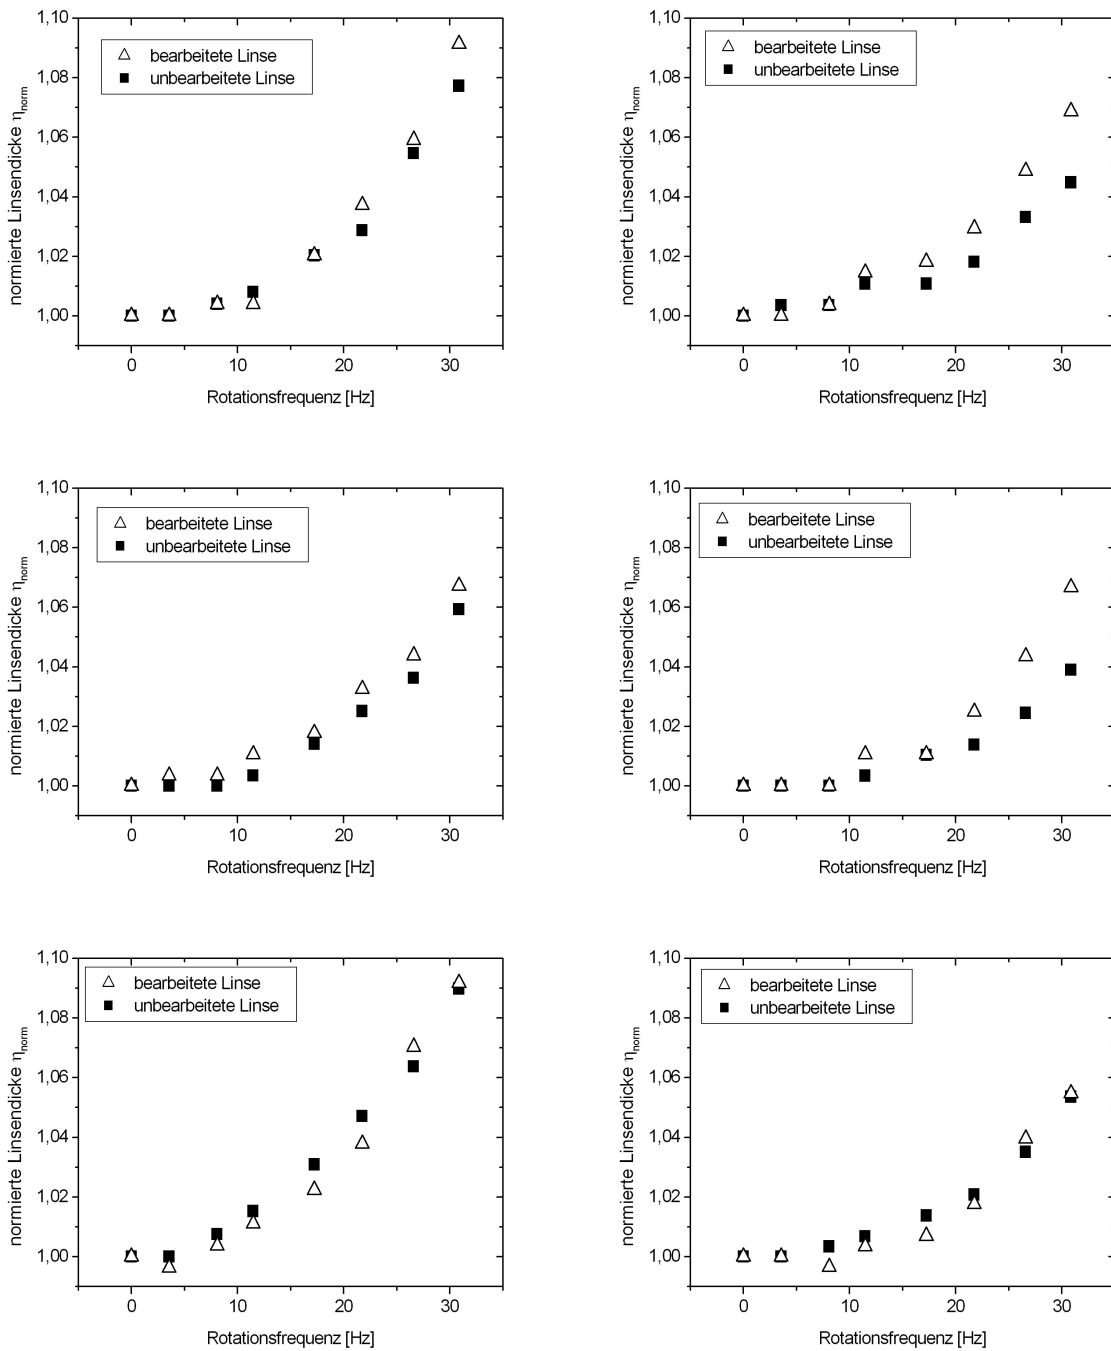 1,10
1,08
1,06
1,04
1,02
1,00
normierte Linsendicke ηnorm
bearbeitete Linse
unbearbeitete Linse
0 10 20 30
Rotationsfrequenz [Hz]
1,10
1,08
1,06
1,04
1,02
1,00
normierte Linsendicke ηnorm
bearbeitete Linse
unbearbeitete Linse
0 10 20 30
Rotationsfrequenz [Hz]
1,10
1,08
1,06
1,04
1,02
1,00
normierte Linsendicke ηnorm
bearbeitete Linse
unbearbeitete Linse
0 10 20 30
Rotationsfrequenz [Hz]
1,10
1,08
1,06
1,04
1,02
1,00
normierte Linsendicke ηnorm
bearbeitete Linse
unbearbeitete Linse
0 10 20 30
Rotationsfrequenz [Hz]
1,10
1,08
1,06
1,04
1,02
1,00
normierte Linsendicke ηnorm
bearbeitete Linse
unbearbeitete Linse
0 10 20 30
Rotationsfrequenz [Hz]
1,10
1,08
1,06
1,04
1,02
1,00
normierte Linsendicke ηnorm
bearbeitete Linse
unbearbeitete Linse
0 10 20 30
Rotationsfrequenz [Hz]